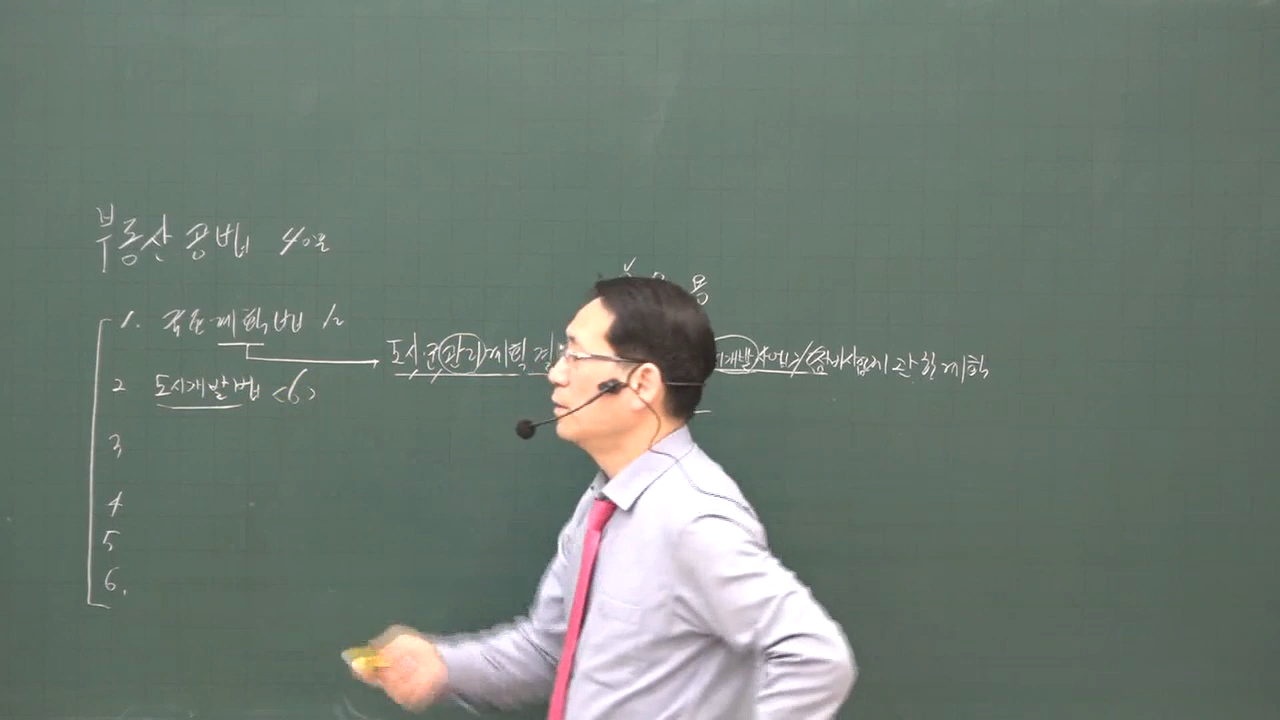 부동산공법 40문
용
1. 국토계획법 12
도시·군관리계획 결 개발사업 / 정비사업에 관한 계획
2 도시개발법 <6>
3
4
5
6.